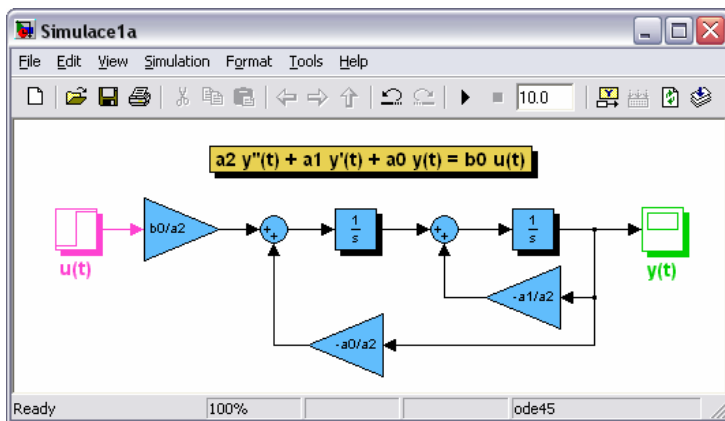 Simulace1a
File Edit View Simulation Format Tools Help
10.0
a2 y''(t) + a1 y'(t) + a0 y(t) = b0 u(t)
b0/a2
+
+
1
s
+
+
1
s
u(t)
y(t)
-a1/a2
-a0/a2
Ready 100% ode45